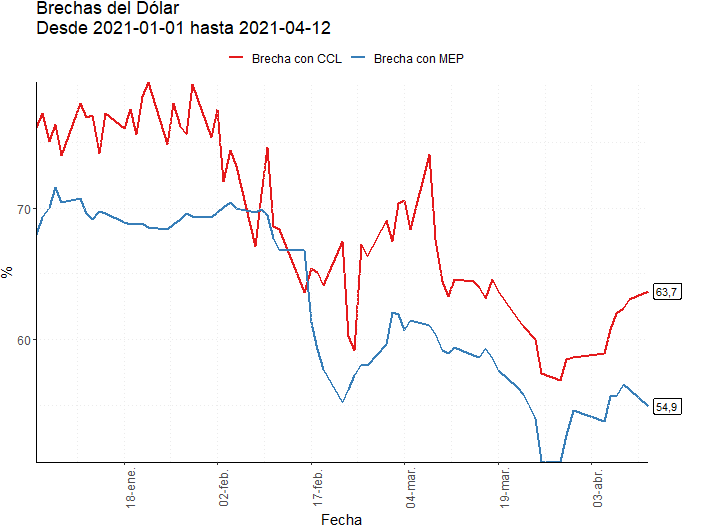 Brechas del Dólar
Desde 2021-01-01 hasta 2021-04-12
Brecha con CCL Brecha con MEP
%
70
60
63,7
54,9
18-ene.
02-feb.
17-feb.
04-mar.
19-mar.
03-abr.
Fecha